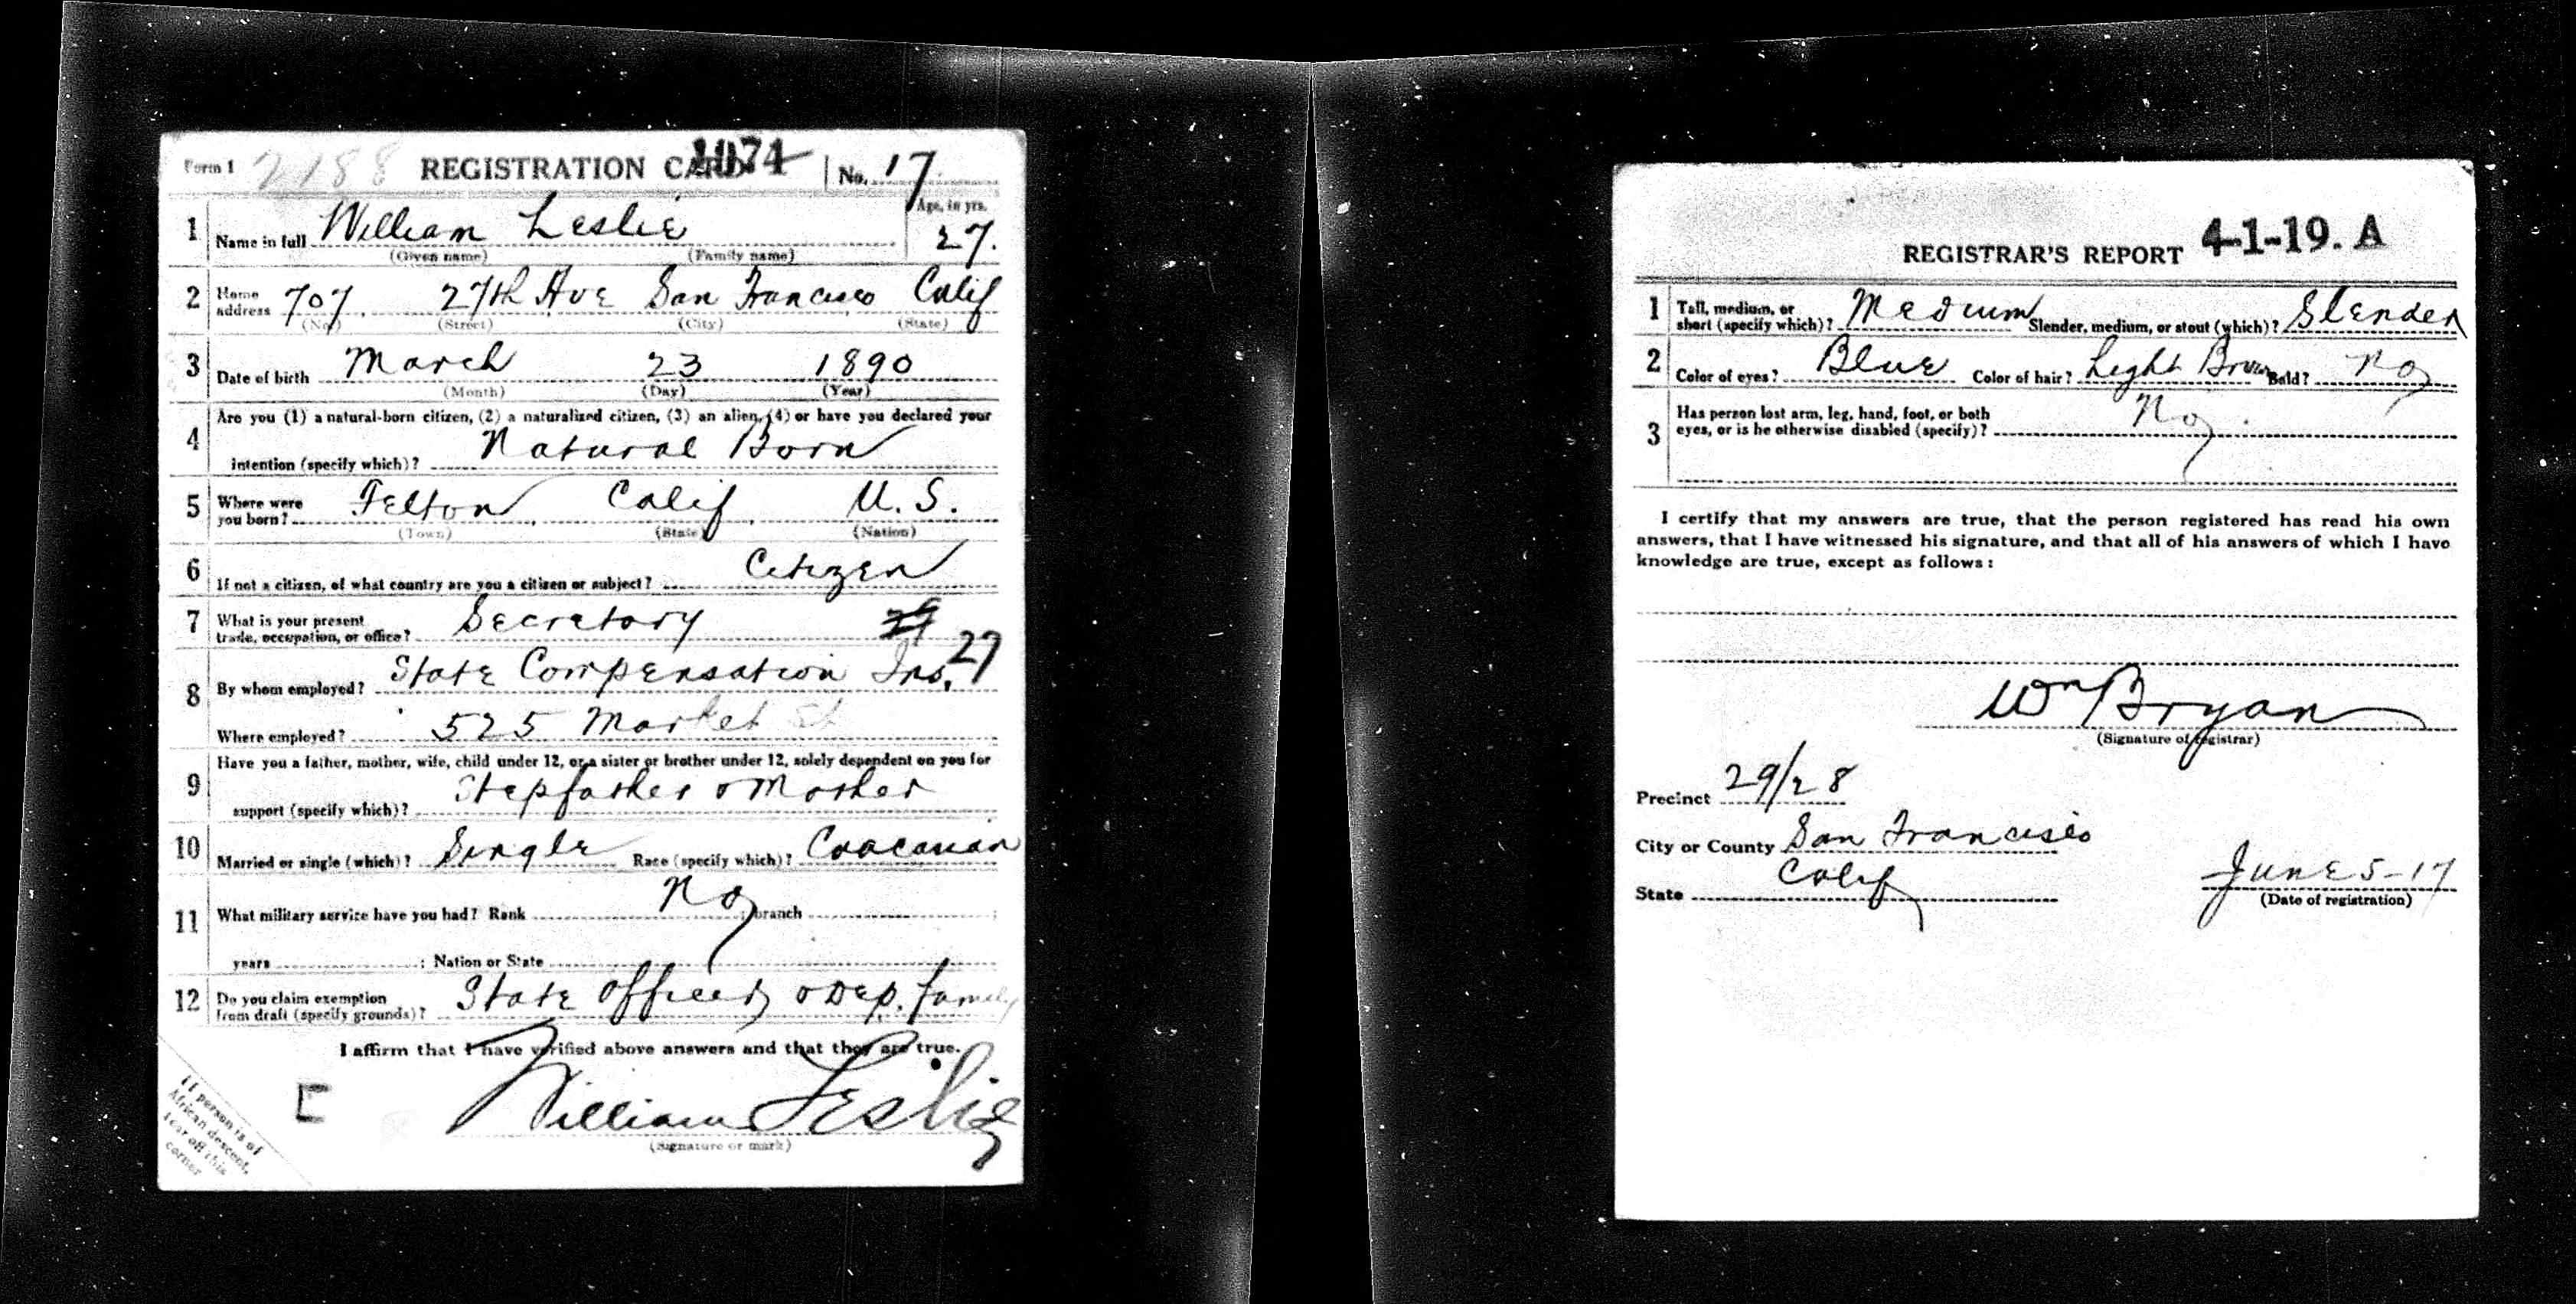 Form 1 2188 REGISTRATION CARD 1074 No. 17
Age, in yrs.
1 Name in full William Leslie 27.
(Given name) (Family name)
2 Home address 707. 27th Ave San Francisco Calif
(No.) (Street) (City) (State)
3 Date of birth March 23 1890
(Month) (Day) (Year)
Are you (1) a natural-born citizen, (2) a naturalized citizen, (3) an alien, (4) or have you declared your
4 intention (specify which)? Natural Born
5 Where were you born? Felton, Calif, U.S.
(Town) (State) (Nation)
6 If not a citizen, of what country are you a citizen or subject? Citizen
7 What is your present trade, occupation, or office? Secretary
8 By whom employed? State Compensation Ins. 29
Where employed? 525 Market St
Have you a father, mother, wife, child under 12, or a sister or brother under 12, solely dependent on you for
9 support (specify which)? Stepfather & Mother
10 Married or single (which)? Single Race (specify which)? Coacasian
11 What military service have you had? Rank No ; branch ;
years ; Nation or State
12 Do you claim exemption from draft (specify grounds)? State Officer, & Dep. family
I affirm that I have verified above answers and that they are true.
William Leslie
(Signature or mark)
If person is of
African descent,
tear off this
corner
REGISTRAR'S REPORT 4-1-19. A
1 Tall, medium, or short (specify which)? Medium Slender, medium, or stout (which)? Slender
2 Color of eyes? Blue Color of hair? Light Brown Bald? No
Has person lost arm, leg, hand, foot, or both
3 eyes, or is he otherwise disabled (specify)? No
I certify that my answers are true, that the person registered has read his own
answers, that I have witnessed his signature, and that all of his answers of which I have
knowledge are true, except as follows:
Wm Bryan
(Signature of registrar)
Precinct 29/28
City or County San Francisco
State Calif June 5-17
(Date of registration)